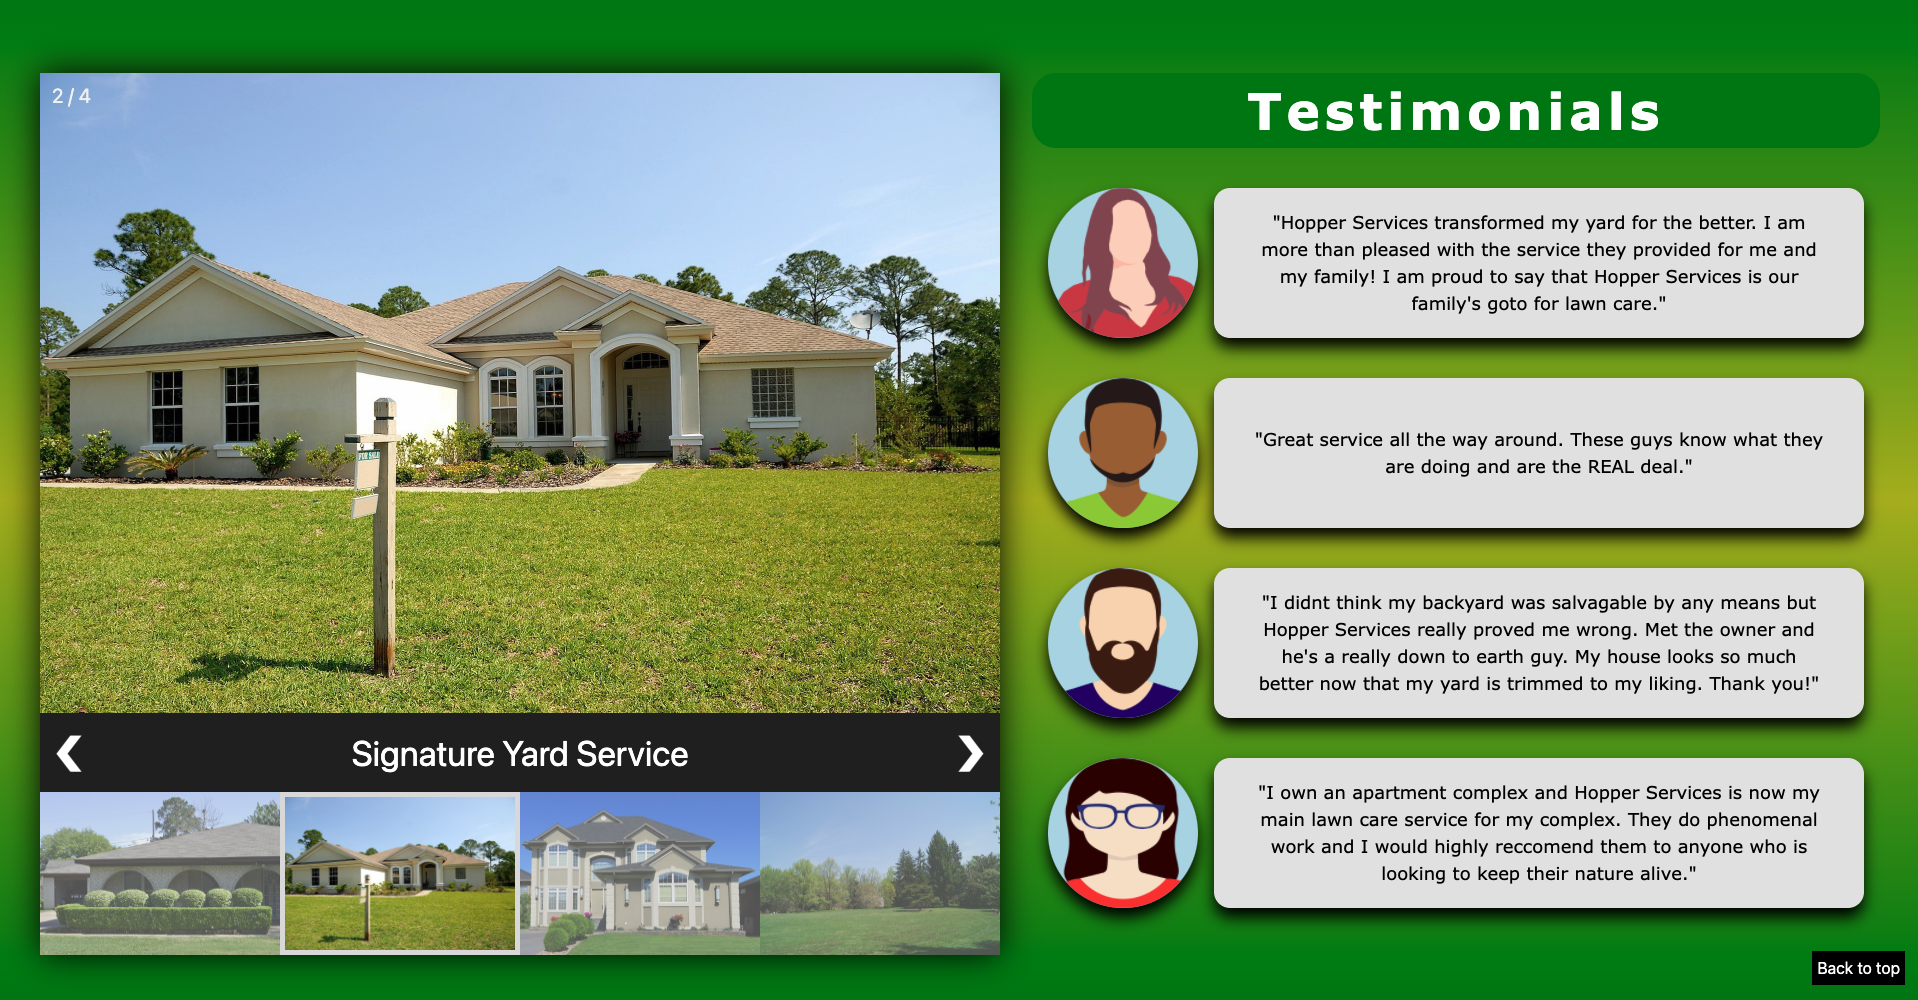 2 / 4
FOR SALE
Signature Yard Service
Testimonials
"Hopper Services transformed my yard for the better. I am
more than pleased with the service they provided for me and
my family! I am proud to say that Hopper Services is our
family's goto for lawn care."
"Great service all the way around. These guys know what they
are doing and are the REAL deal."
"I didnt think my backyard was salvagable by any means but
Hopper Services really proved me wrong. Met the owner and
he's a really down to earth guy. My house looks so much
better now that my yard is trimmed to my liking. Thank you!"
"I own an apartment complex and Hopper Services is now my
main lawn care service for my complex. They do phenomenal
work and I would highly reccomend them to anyone who is
looking to keep their nature alive."
Back to top